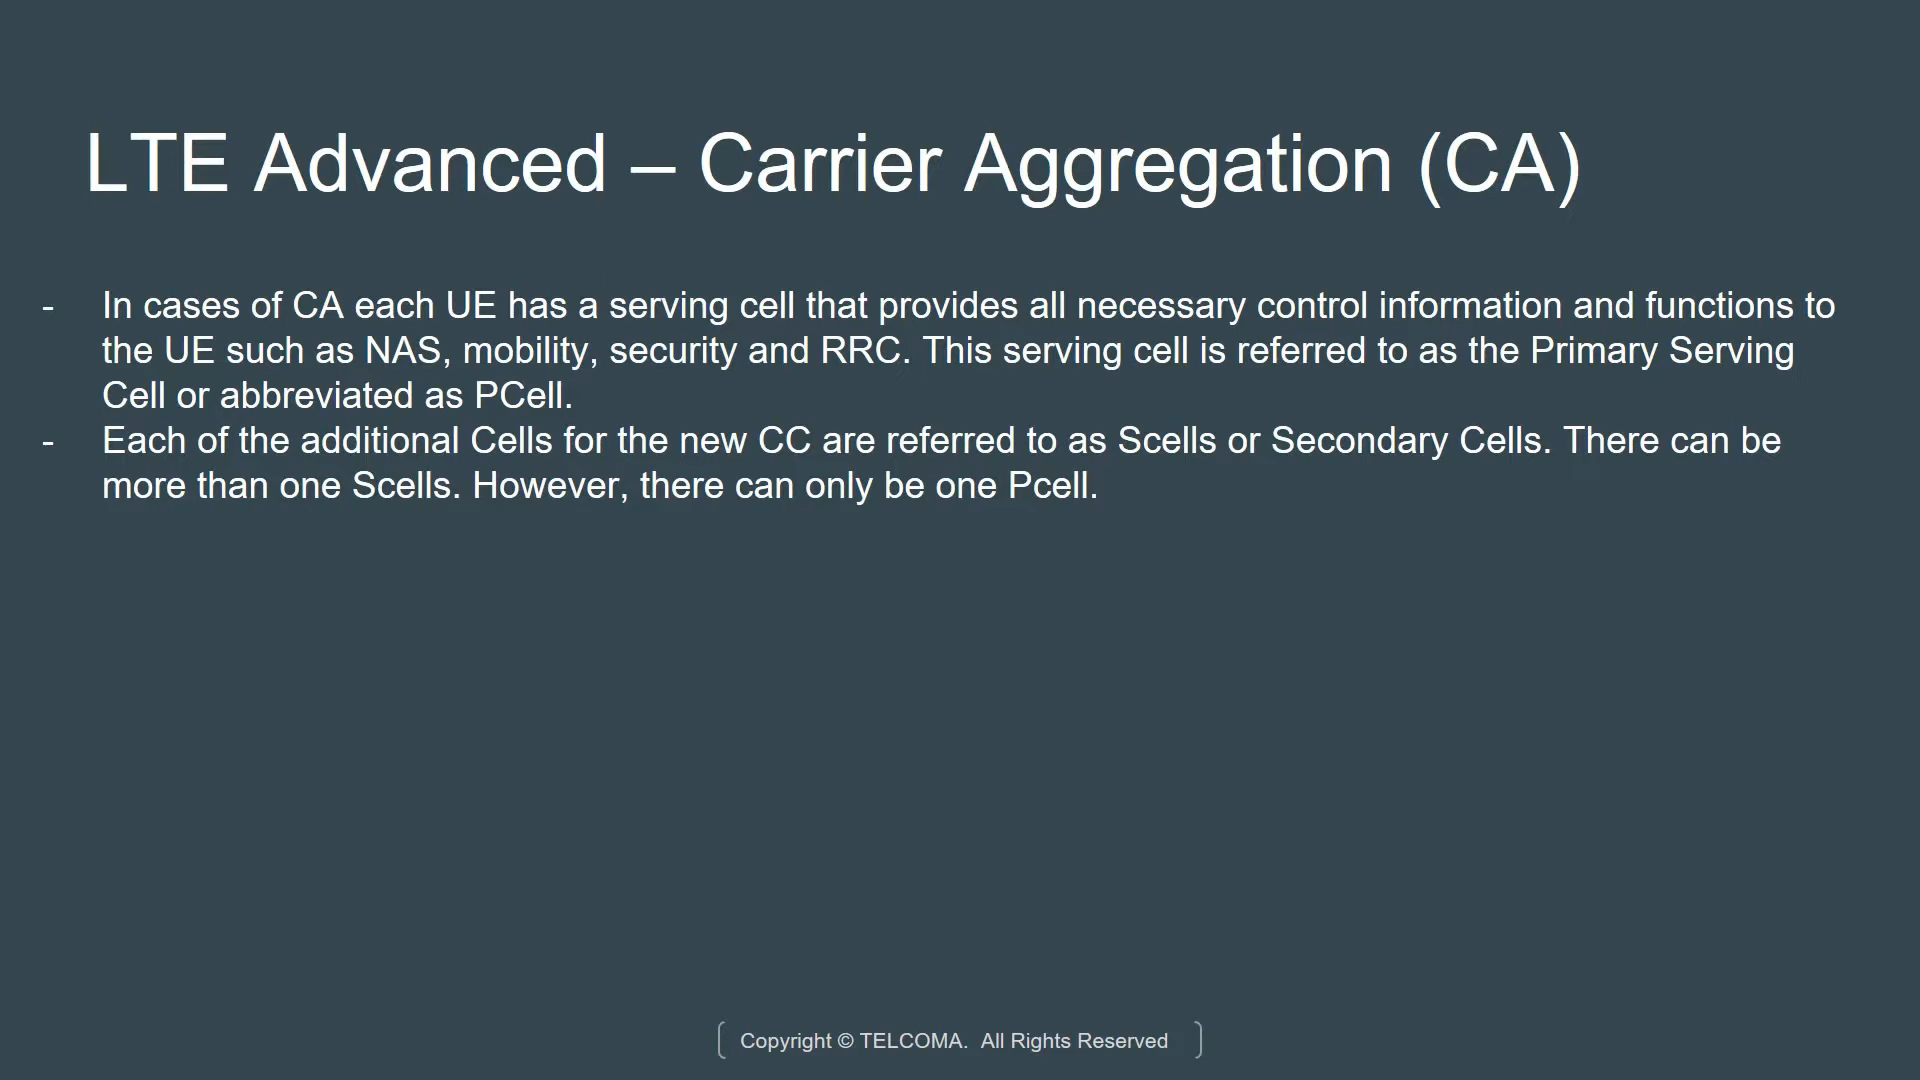 LTE Advanced – Carrier Aggregation (CA)
- In cases of CA each UE has a serving cell that provides all necessary control information and functions to
the UE such as NAS, mobility, security and RRC. This serving cell is referred to as the Primary Serving
Cell or abbreviated as PCell.
- Each of the additional Cells for the new CC are referred to as Scells or Secondary Cells. There can be
more than one Scells. However, there can only be one Pcell.
Copyright © TELCOMA. All Rights Reserved